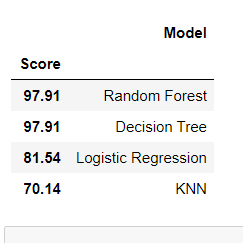 Model
Score
97.91 Random Forest
97.91 Decision Tree
81.54 Logistic Regression
70.14 KNN